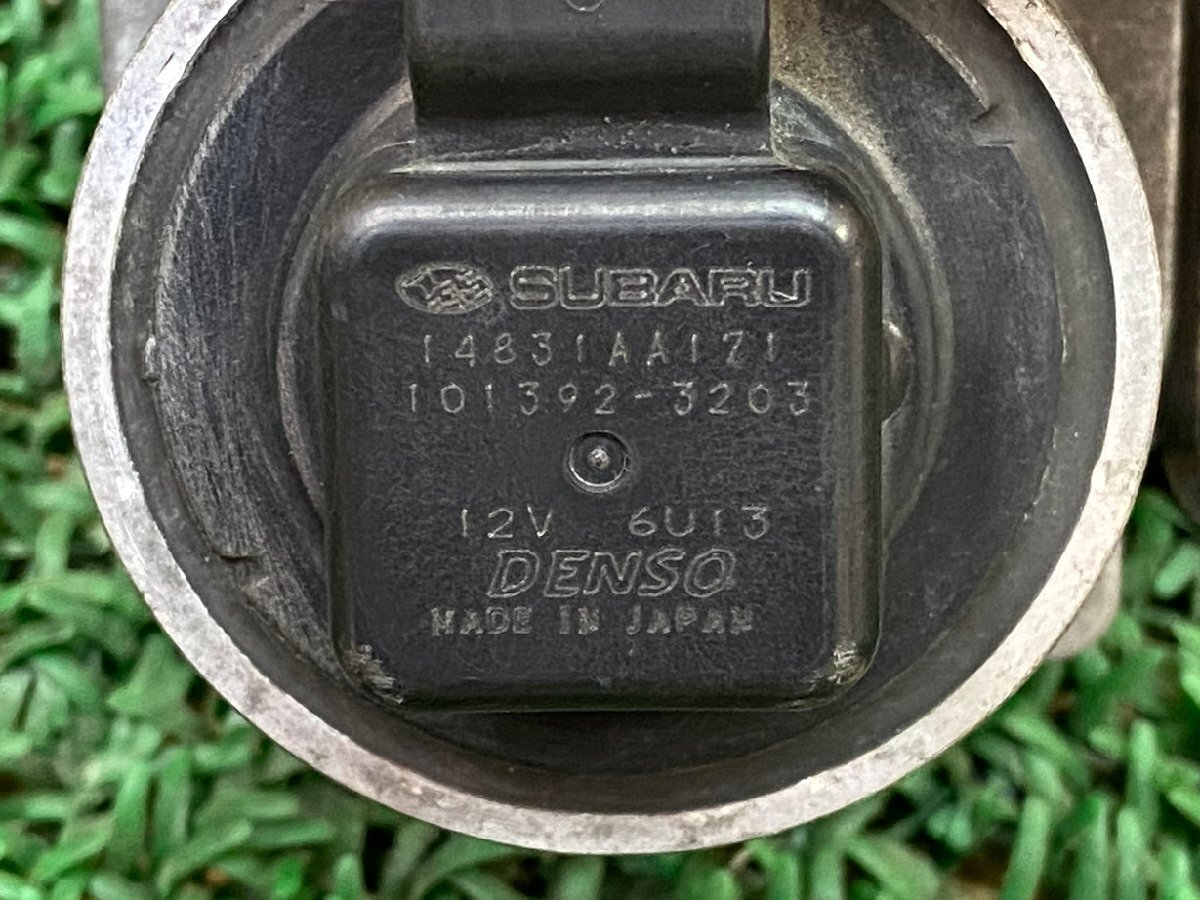 SUBARU
14831AA171
101392-3203
12V 6U13
DENSO
MADE IN JAPAN